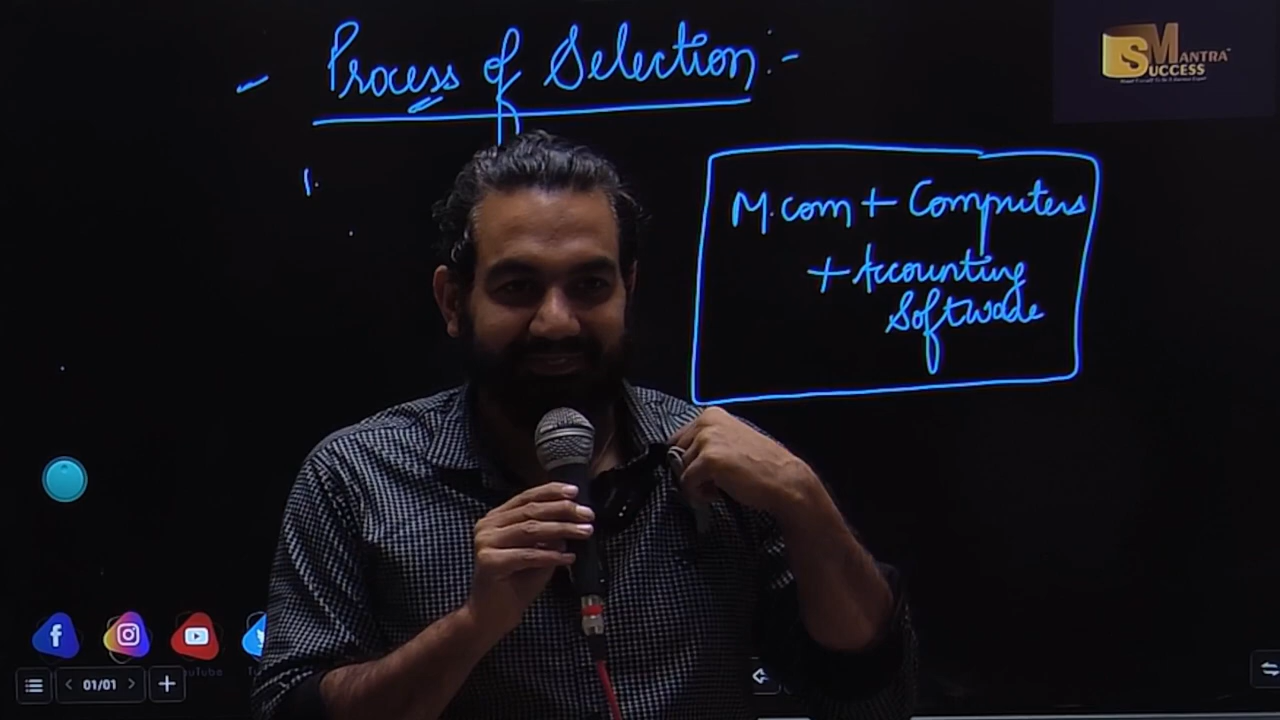 - Process of Selection:-
1.
M.com + Computers
+ Accounting
Software
SMANTRA
SUCCESS
01/01